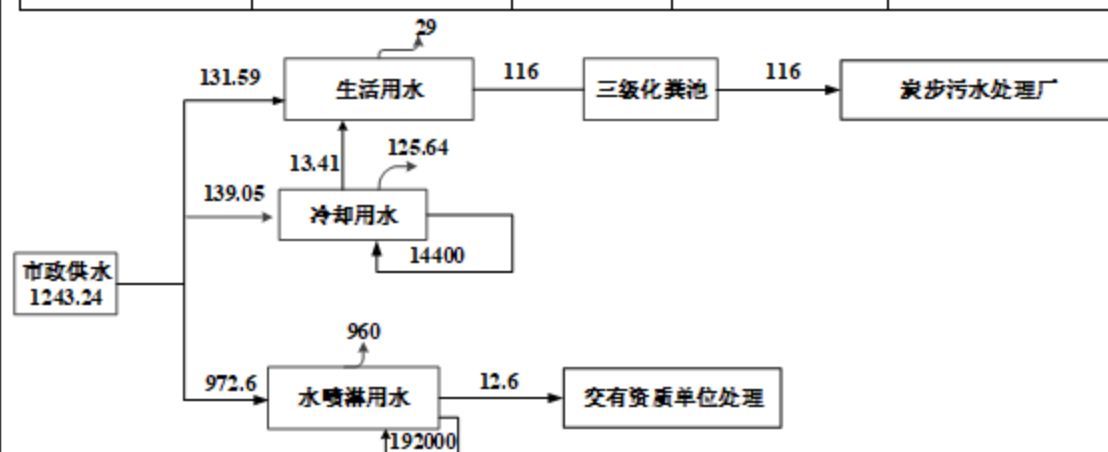 29
131.59
生活用水
116
三级化粪池
116
炭步污水处理厂
13.41
125.64
139.05
冷却用水
14400
市政供水
1243.24
960
972.6
水喷淋用水
12.6
交有资质单位处理
192000